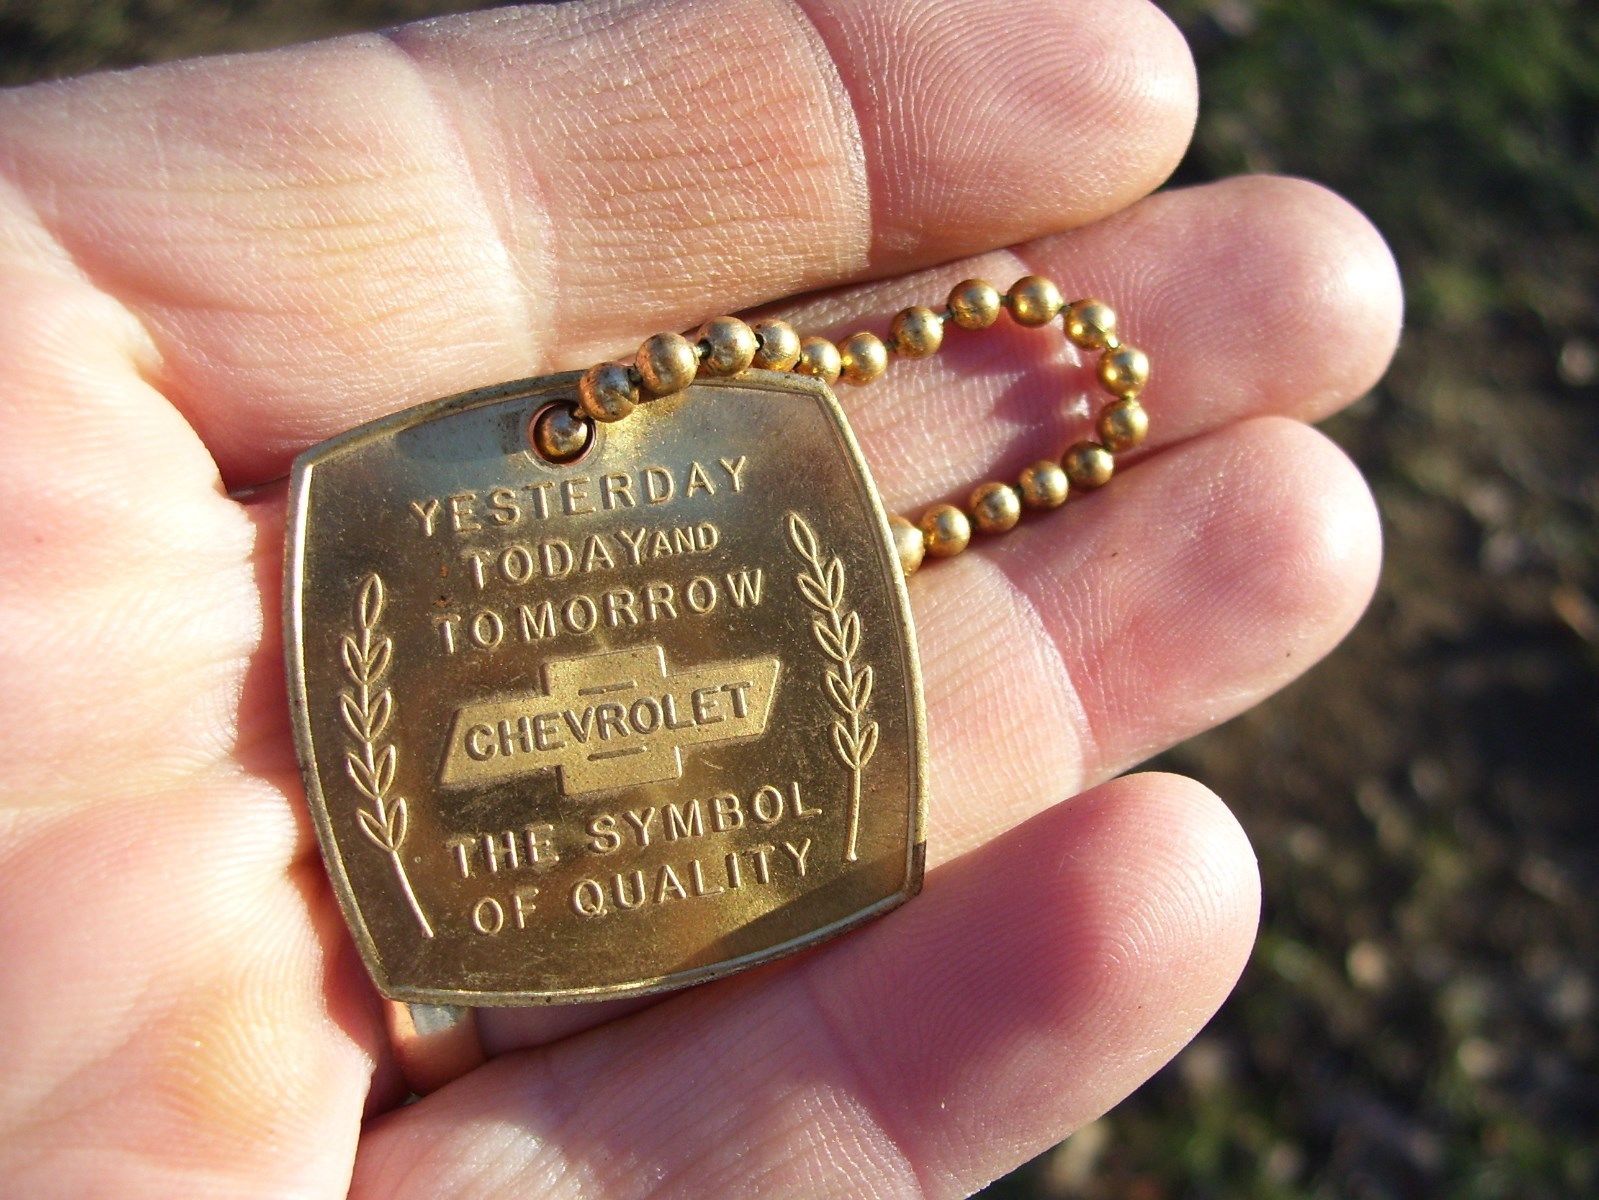 YESTERDAY
TODAY AND
TOMORROW
CHEVROLET
THE SYMBOL
OF QUALITY